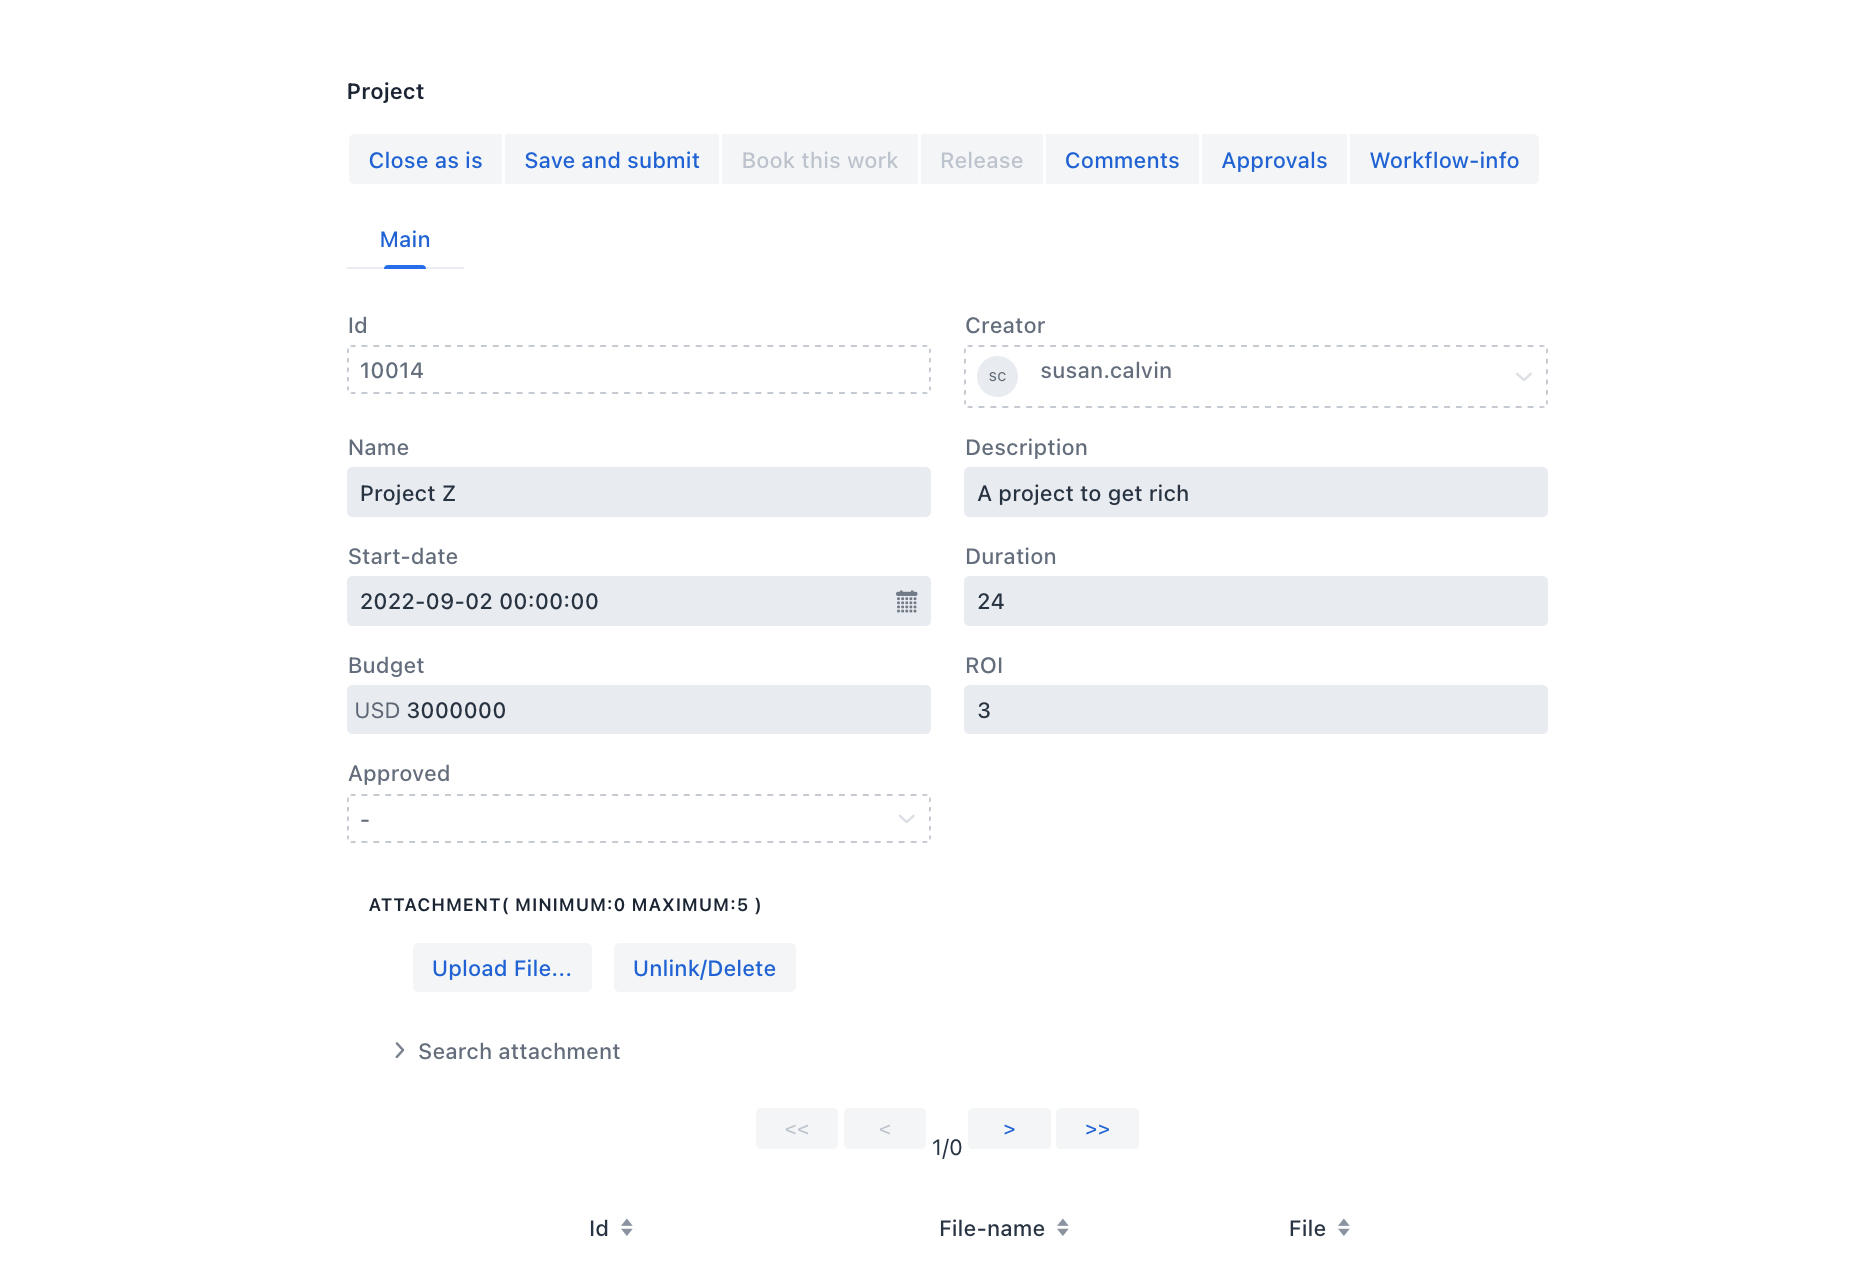 Project
Close as is Save and submit Book this work Release Comments Approvals Workflow-info
Main
Id Creator
10014 SC susan.calvin
Name Description
Project Z A project to get rich
Start-date Duration
2022-09-02 00:00:00 24
Budget ROI
USD 3000000 3
Approved
-
ATTACHMENT( MINIMUM:0 MAXIMUM:5 )
Upload File... Unlink/Delete
Search attachment
<< < 1/0 > >>
Id File-name File